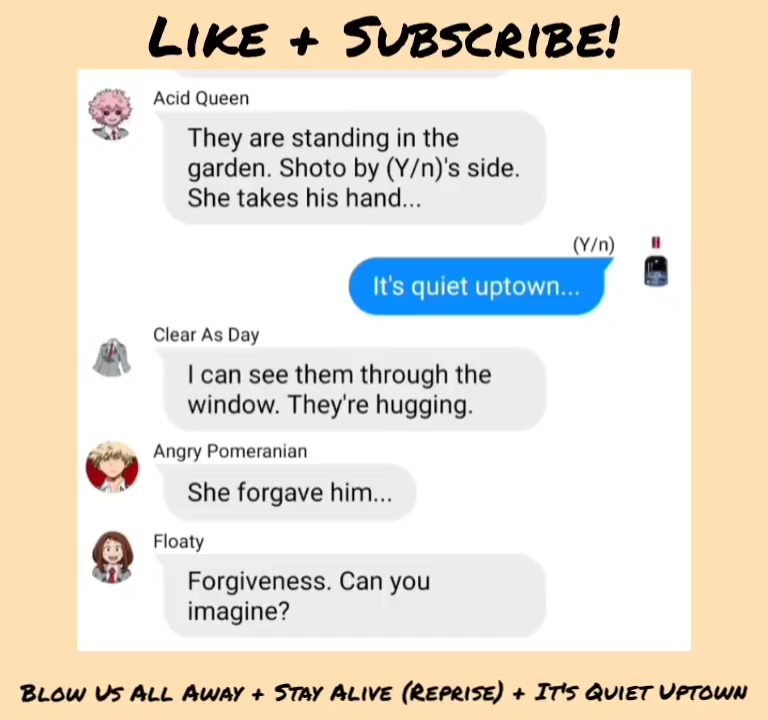 LIKE + SUBSCRIBE!
Acid Queen
They are standing in the
garden. Shoto by (Y/n)'s side.
She takes his hand...
(Y/n)
It's quiet uptown...
Clear As Day
I can see them through the
window. They're hugging.
Angry Pomeranian
She forgave him...
Floaty
Forgiveness. Can you
imagine?
BLOW US ALL AWAY + STAY ALIVE (REPRISE) + IT'S QUIET UPTOWN